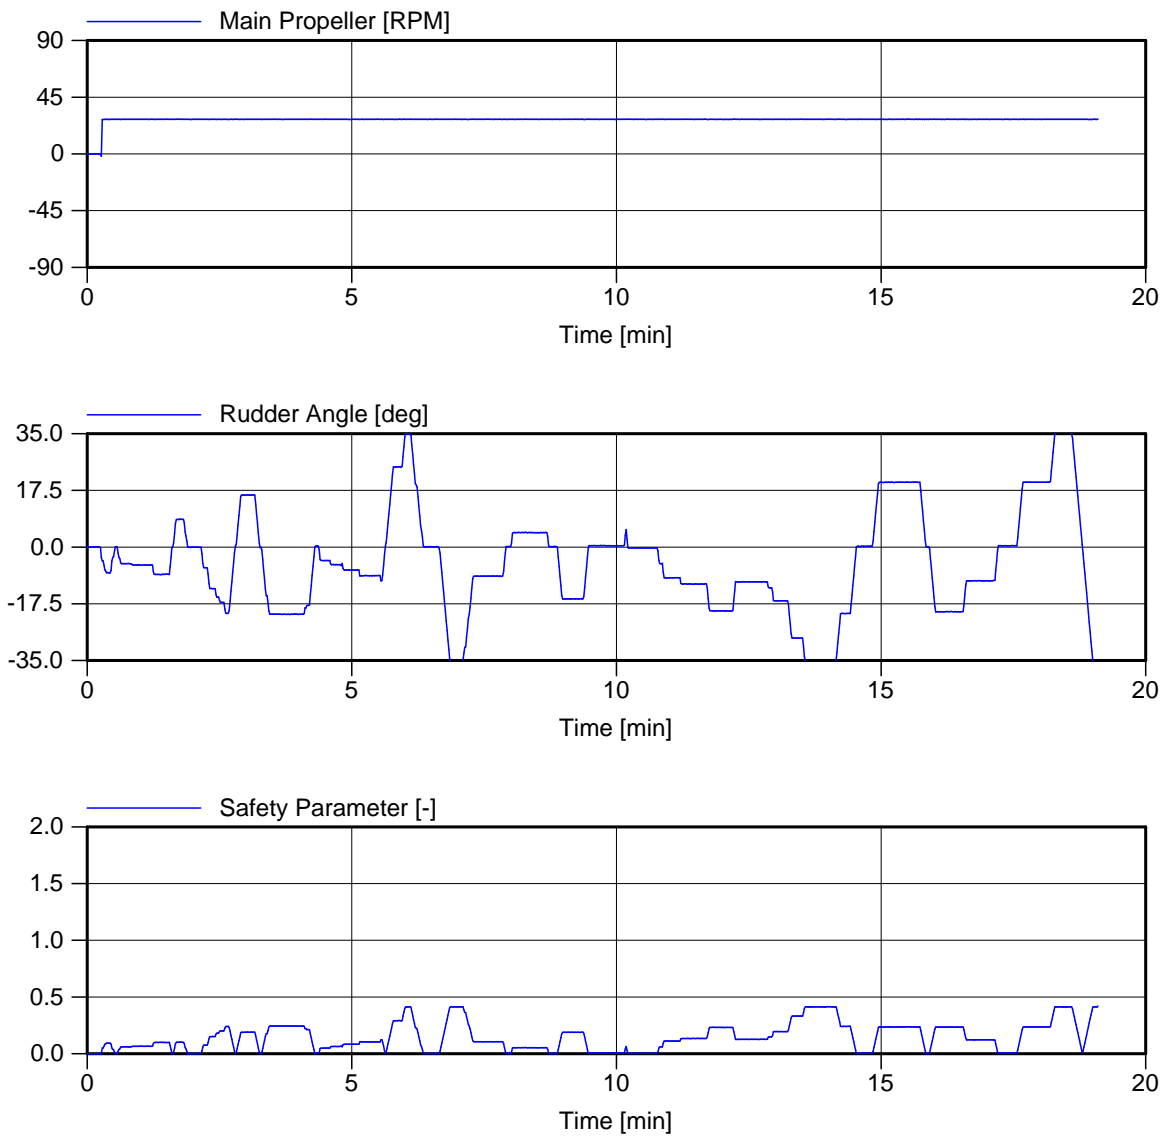 Main Propeller [RPM]
90
45
0
-45
-90
0 5 10 15 20
Time [min]
Rudder Angle [deg]
35.0
17.5
0.0
-17.5
-35.0
0 5 10 15 20
Time [min]
Safety Parameter [-]
2.0
1.5
1.0
0.5
0.0
0 5 10 15 20
Time [min]